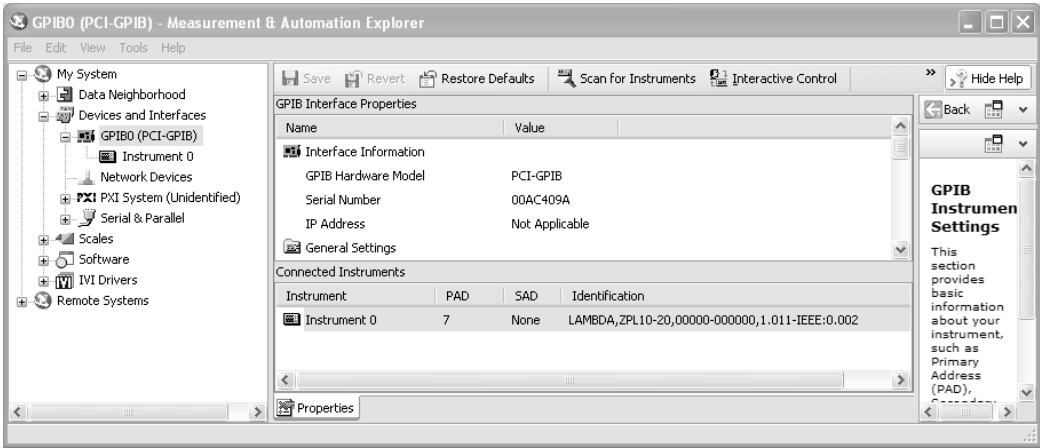 GPIB0 (PCI-GPIB) - Measurement & Automation Explorer
File Edit View Tools Help
My System
Data Neighborhood
Devices and Interfaces
GPIB0 (PCI-GPIB)
Instrument 0
Network Devices
PXI PXI System (Unidentified)
Serial & Parallel
Scales
Software
IVI Drivers
Remote Systems
Save Revert Restore Defaults Scan for Instruments Interactive Control » Hide Help
GPIB Interface Properties
Name Value
Interface Information
GPIB Hardware Model PCI-GPIB
Serial Number 00AC409A
IP Address Not Applicable
General Settings
Connected Instruments
Instrument PAD SAD Identification
Instrument 0 7 None LAMBDA,ZPL10-20,00000-000000,1.011-IEEE:0.002
Properties
Back
GPIB
Instrumen
Settings
This
section
provides
basic
information
about your
instrument,
such as
Primary
Address
(PAD),